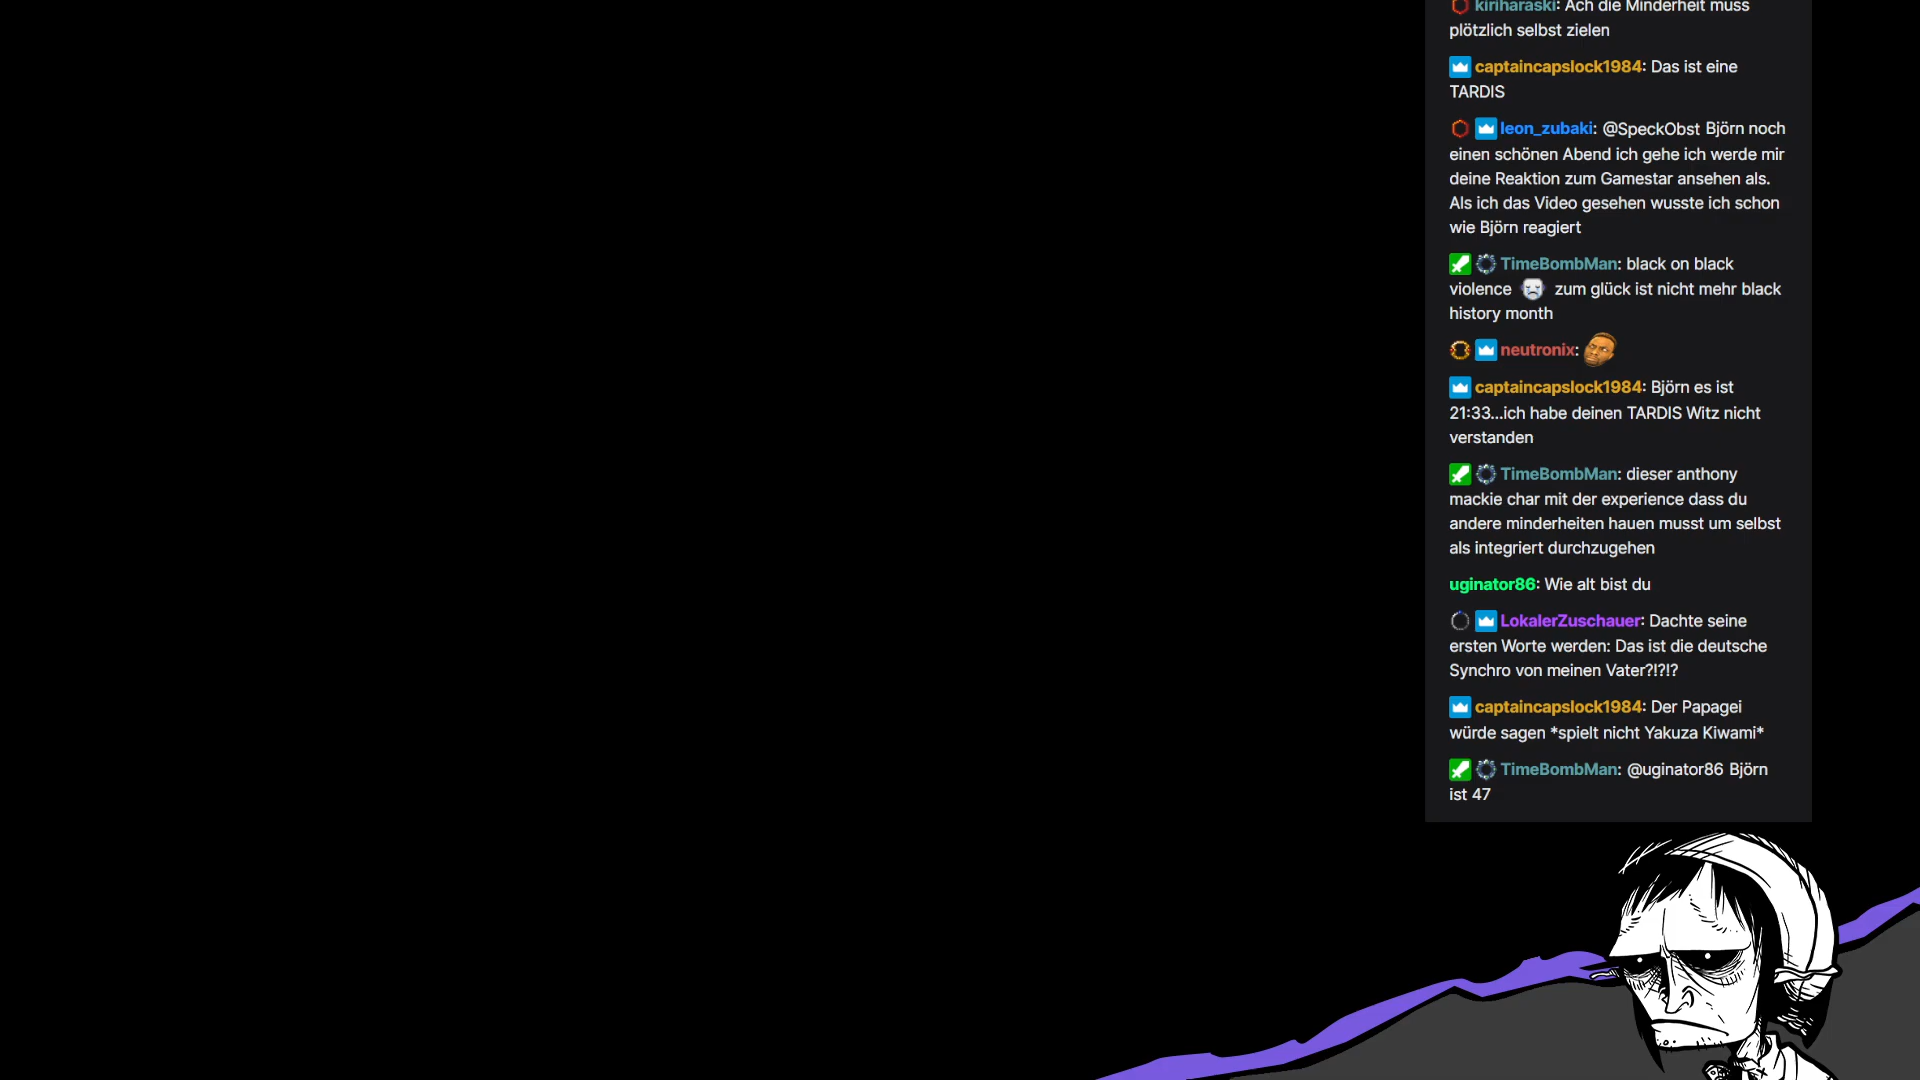 kiriharaski: Ach die Minderheit muss
plötzlich selbst zielen
captaincapslock1984: Das ist eine
TARDIS
leon_zubaki: @SpeckObst Björn noch
einen schönen Abend ich gehe ich werde mir
deine Reaktion zum Gamestar ansehen als.
Als ich das Video gesehen wusste ich schon
wie Björn reagiert
TimeBombMan: black on black
violence zum glück ist nicht mehr black
history month
neutronix:
captaincapslock1984: Björn es ist
21:33...ich habe deinen TARDIS Witz nicht
verstanden
TimeBombMan: dieser anthony
mackie char mit der experience dass du
andere minderheiten hauen musst um selbst
als integriert durchzugehen
uginator86: Wie alt bist du
LokalerZuschauer: Dachte seine
ersten Worte werden: Das ist die deutsche
Synchro von meinen Vater?!?!?
captaincapslock1984: Der Papagei
würde sagen *spielt nicht Yakuza Kiwami*
TimeBombMan: @uginator86 Björn
ist 47